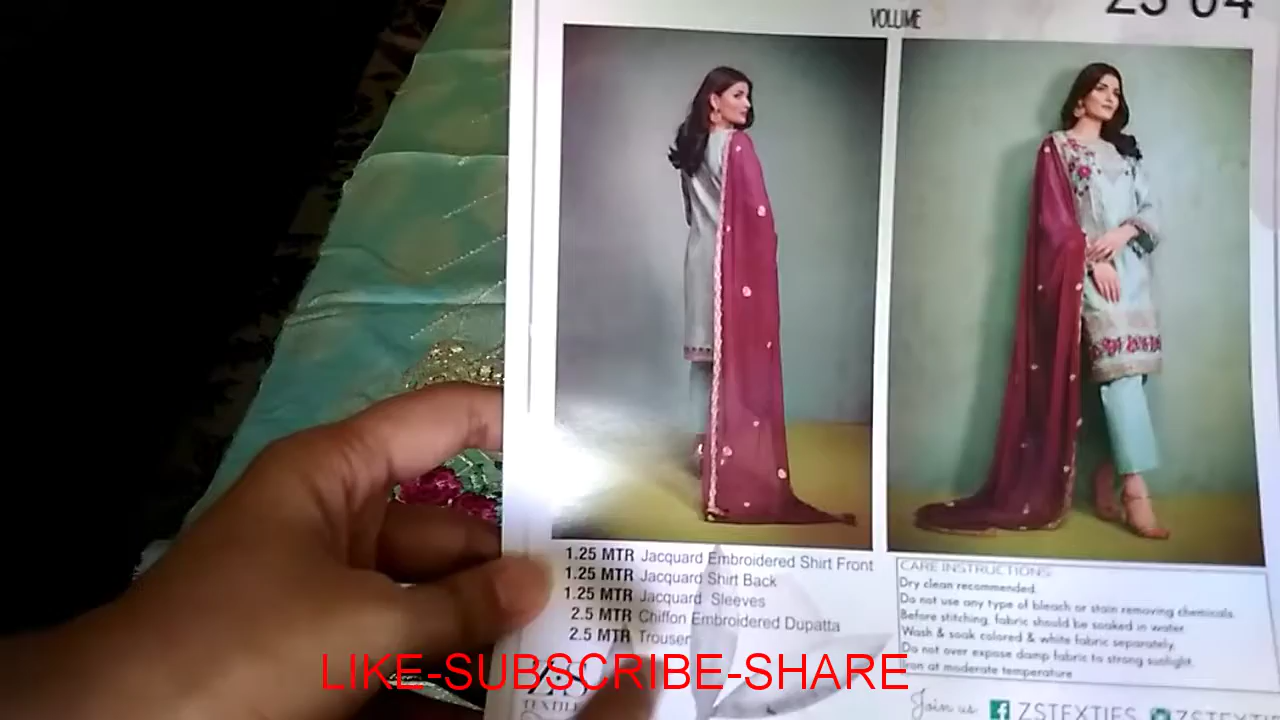 VOLUME
1.25 MTR Jacquard Embroidered Shirt Front
1.25 MTR Jacquard Shirt Back
1.25 MTR Jacquard Sleeves
2.5 MTR Chiffon Embroidered Dupatta
2.5 MTR Trouser
CARE INSTRUCTIONS:
Dry clean recommended.
Do not use any type of bleach or stain removing chemicals.
Before stitching, fabric should be soaked in water.
Wash & soak colored & white fabric separately.
Do not over expose damp fabric to strong sunlight.
Iron at moderate temperature
LIKE-SUBSCRIBE-SHARE
Join us
ZSTEXTIES